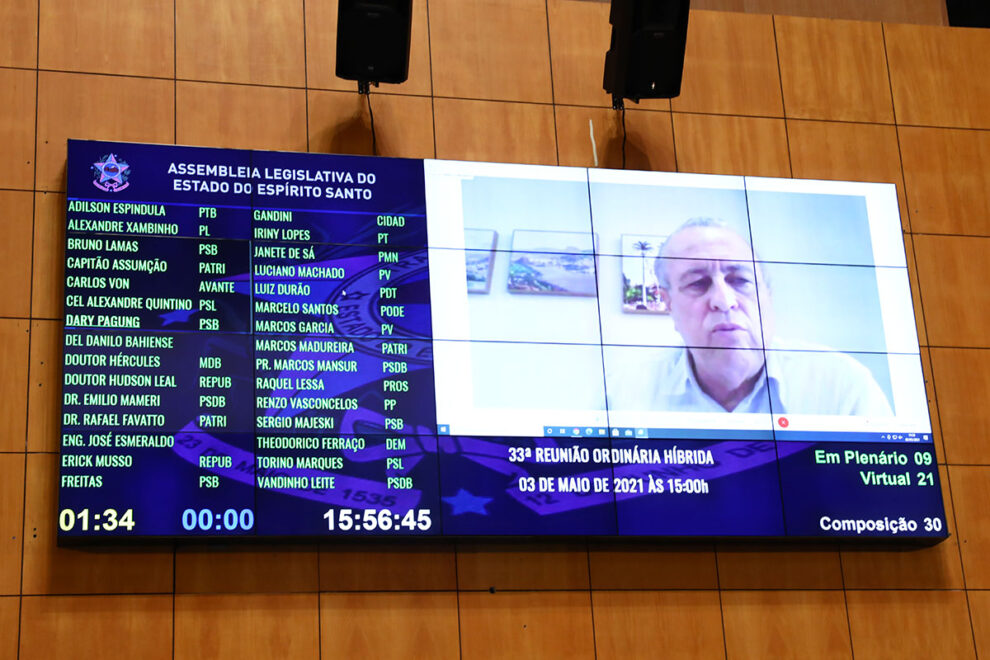 ASSEMBLEIA LEGISLATIVA DO
ESTADO DO ESPÍRITO SANTO
ADILSON ESPINDULA PTB
ALEXANDRE XAMBINHO PL
BRUNO LAMAS PSB
CAPITÃO ASSUMÇÃO PATRI
CARLOS VON AVANTE
CEL ALEXANDRE QUINTINO PSL
DARY PAGUNG PSB
DEL DANILO BAHIENSE
DOUTOR HÉRCULES MDB
DOUTOR HUDSON LEAL REPUB
DR. EMILIO MAMERI PSDB
DR. RAFAEL FAVATTO PATRI
ENG. JOSÉ ESMERALDO
ERICK MUSSO REPUB
FREITAS PSB
GANDINI CIDAD
IRINY LOPES PT
JANETE DE SÁ PMN
LUCIANO MACHADO PV
LUIZ DURÃO PDT
MARCELO SANTOS PODE
MARCOS GARCIA PV
MARCOS MADUREIRA PATRI
PR. MARCOS MANSUR PSDB
RAQUEL LESSA PROS
RENZO VASCONCELOS PP
SERGIO MAJESKI PSB
THEODORICO FERRAÇO DEM
TORINO MARQUES PSL
VANDINHO LEITE PSDB
01:34 00:00 15:56:45
33ª REUNIÃO ORDINÁRIA HÍBRIDA
03 DE MAIO DE 2021 ÀS 15:00h
Em Plenário 09
Virtual 21
Composição 30
23
1535
12